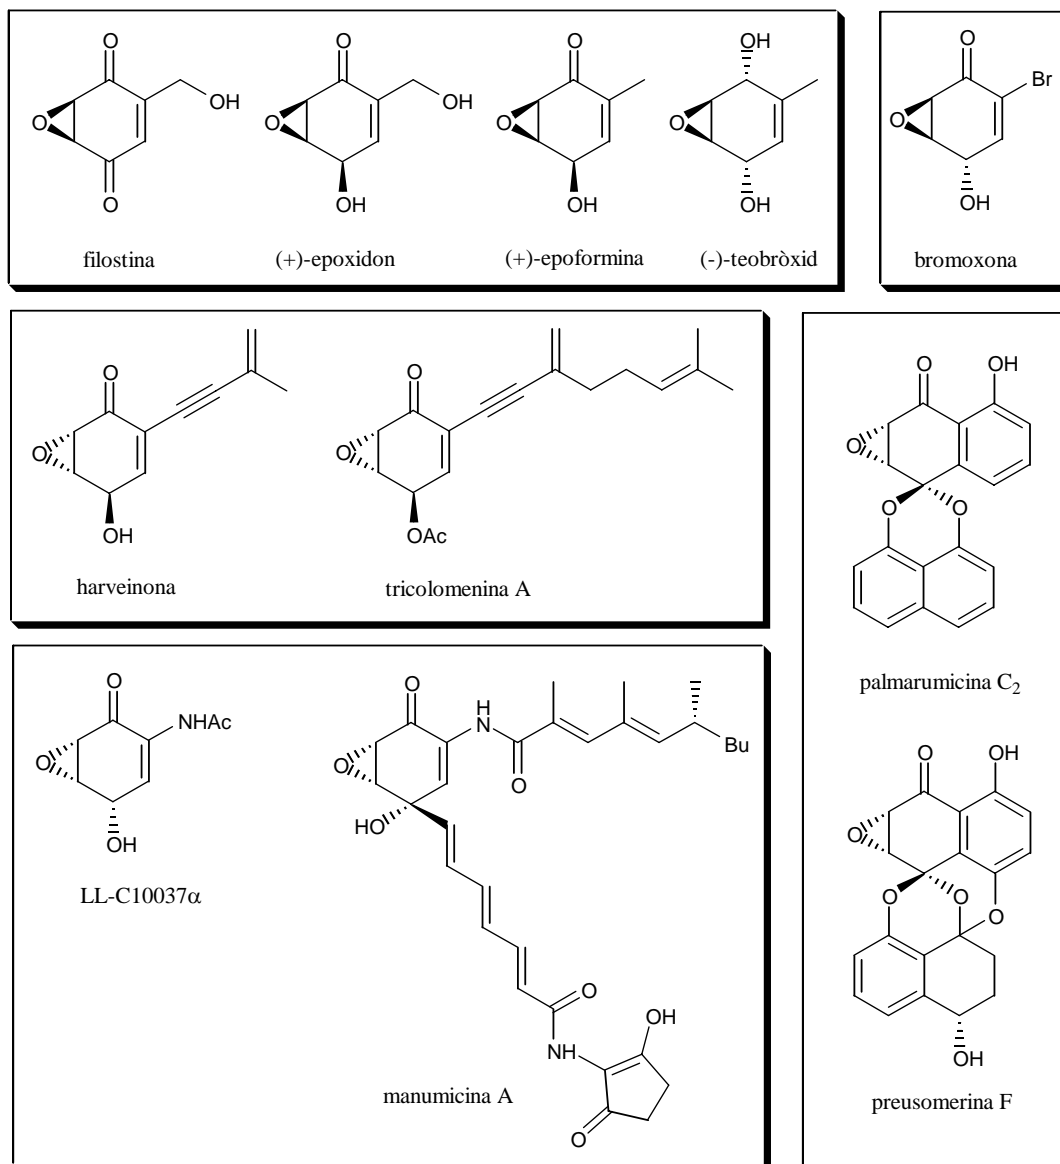 O
OH
O
O
O
OH
O
OH
O
O
OH
OH
O
OH
O
Br
O
OH
filostina
(+)-epoxidon
(+)-epoformina
(-)-teobròxid
bromoxona
O
O
OH
O
O
OAc
harveinona
tricolomenina A
O
OH
O
O
O
palmarumicina C2
O
NHAc
O
OH
LL-C10037α
O
H
N
O
O
HO
Bu
O
NH
OH
O
manumicina A
O
OH
O
O
O
O
OH
preusomerina F